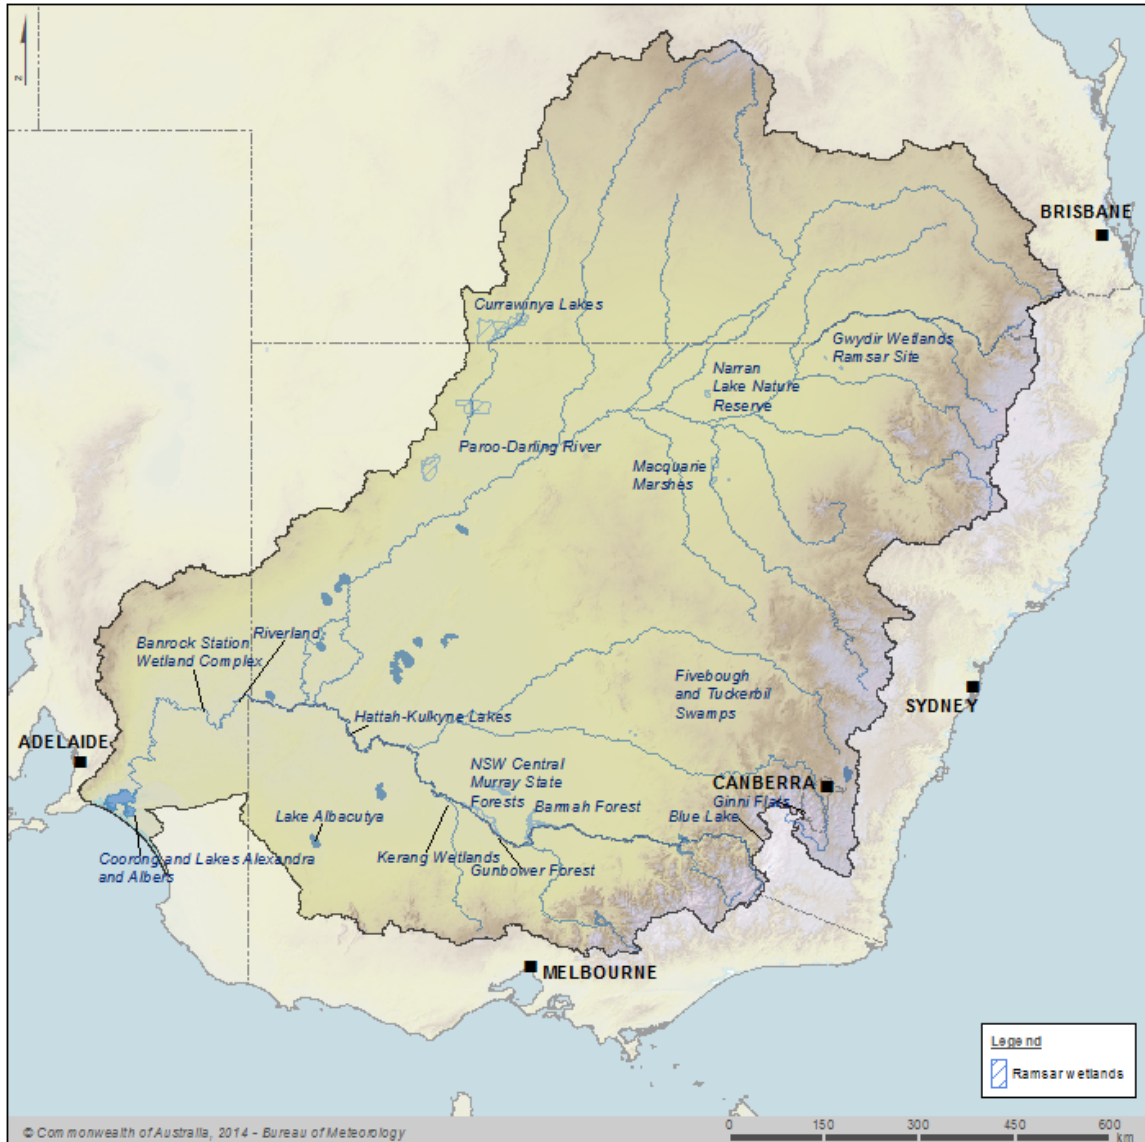 z
BRISBANE
Currawinya Lakes
Gwydir Wetlands
Ramsar Site
Narran
Lake Nature
Reserve
Paroo-Darling River
Macquarie
Marshes
Riverland
Banrock Station
Wetland Complex
Fivebough
and Tuckerbil
Swamps
SYDNEY
Hattah-Kulkyne Lakes
ADELAIDE
NSW Central
Murray State
Forests
CANBERRA
Ginni Flats
Barmah Forest
Blue Lake
Lake Albacutya
Kerang Wetlands
Gunbower Forest
Coorong and Lakes Alexandra
and Albers
MELBOURNE
Legend
Ramsar wetlands
© Commonwealth of Australia, 2014 - Bureau of Meteorology
0 150 300 450 600
km